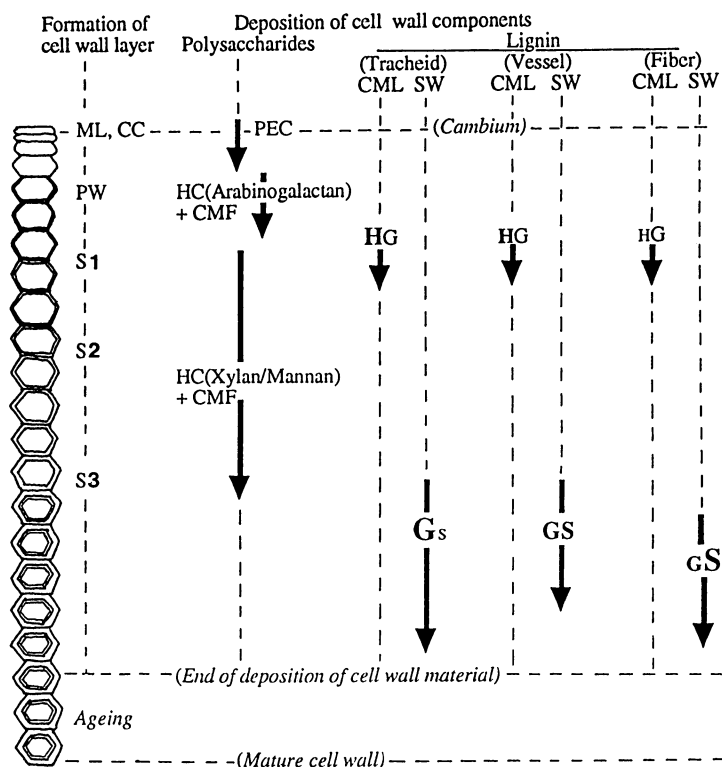 Formation of cell wall layer
Deposition of cell wall components
Polysaccharides
Lignin
(Tracheid) (Vessel) (Fiber)
CML SW CML SW CML SW
ML, CC PEC (Cambium)
PW
HC(Arabinogalactan)
+ CMF
HG HG HG
S1
S2
HC(Xylan/Mannan)
+ CMF
S3
Gs GS GS
(End of deposition of cell wall material)
Ageing
(Mature cell wall)